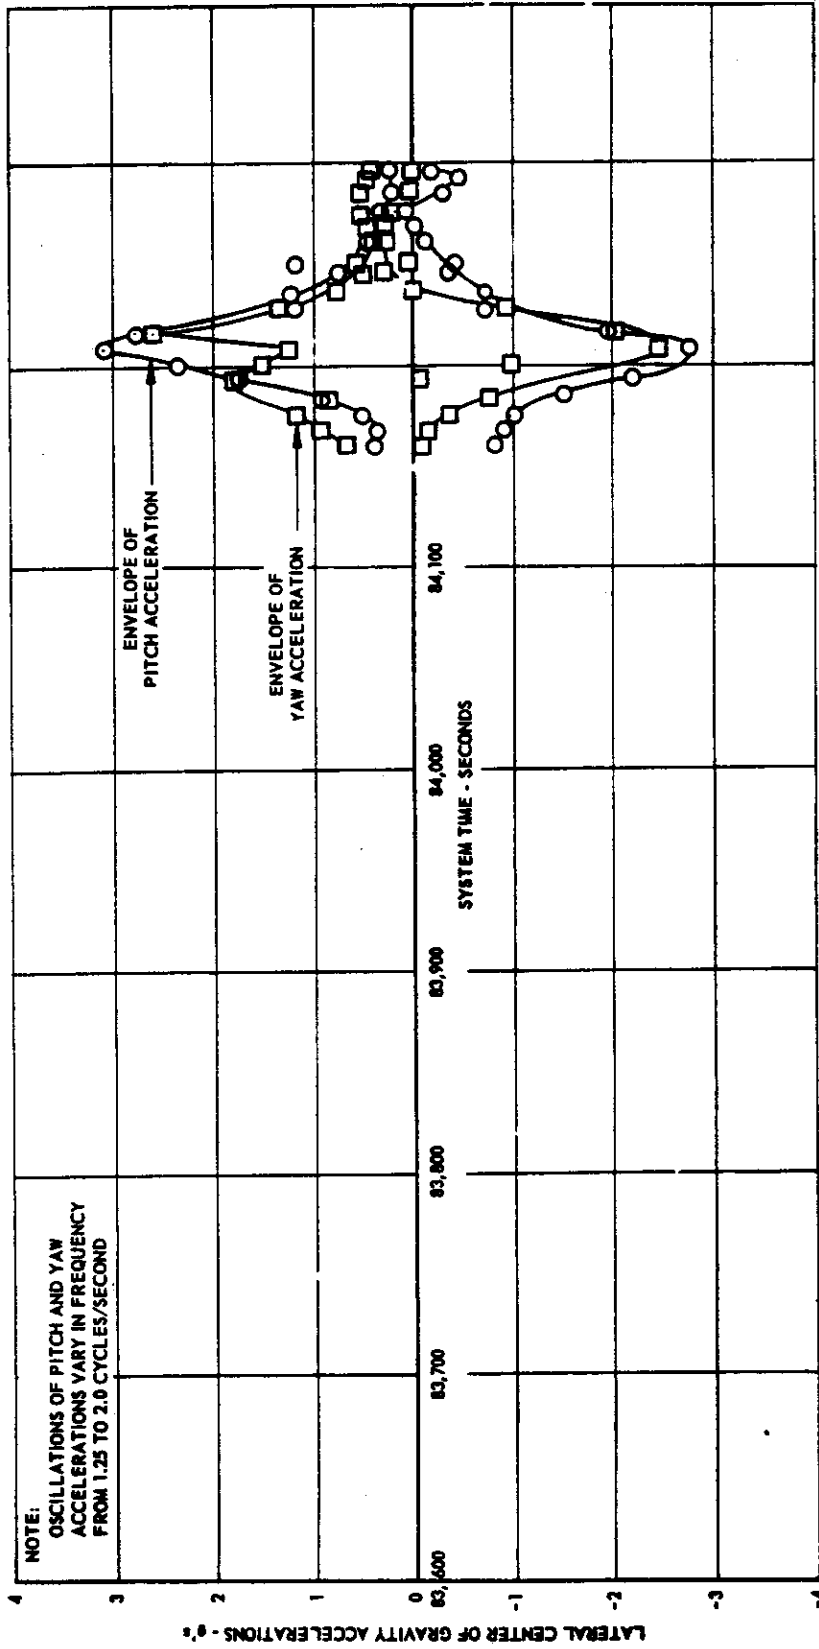 NOTE:
OSCILLATIONS OF PITCH AND YAW
ACCELERATIONS VARY IN FREQUENCY
FROM 1.25 TO 2.0 CYCLES/SECOND
ENVELOPE OF
PITCH ACCELERATION
ENVELOPE OF
YAW ACCELERATION
LATERAL CENTER OF GRAVITY ACCELERATIONS - g's
4
3
2
1
0
-1
-2
-3
-4
83,600
83,700
83,800
83,900
84,000
84,100
SYSTEM TIME - SECONDS